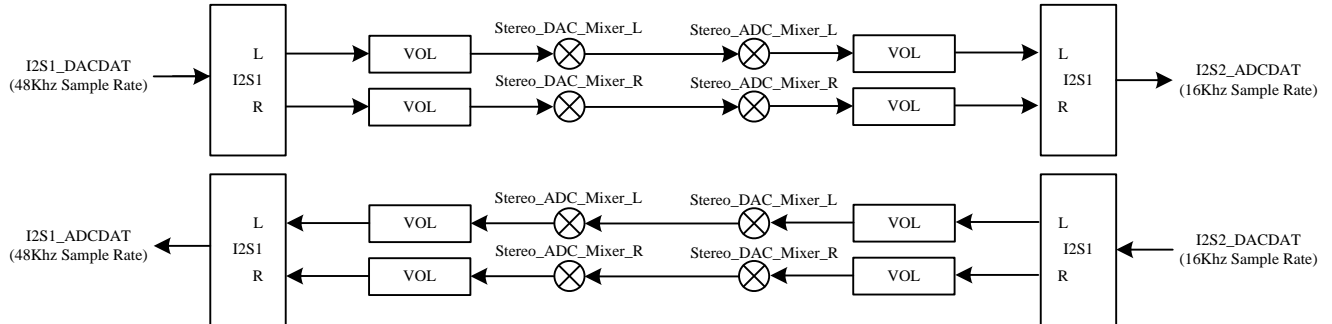 Stereo_DAC_Mixer_L
Stereo_ADC_Mixer_L
L
VOL
VOL
L
I2S1_DACDAT
(48Khz Sample Rate)
I2S1
Stereo_DAC_Mixer_R
Stereo_ADC_Mixer_R
I2S1
I2S2_ADCDAT
(16Khz Sample Rate)
R
VOL
VOL
R
Stereo_ADC_Mixer_L
Stereo_DAC_Mixer_L
L
VOL
VOL
L
I2S1_ADCDAT
(48Khz Sample Rate)
I2S1
Stereo_ADC_Mixer_R
Stereo_DAC_Mixer_R
I2S1
I2S2_DACDAT
(16Khz Sample Rate)
R
VOL
VOL
R